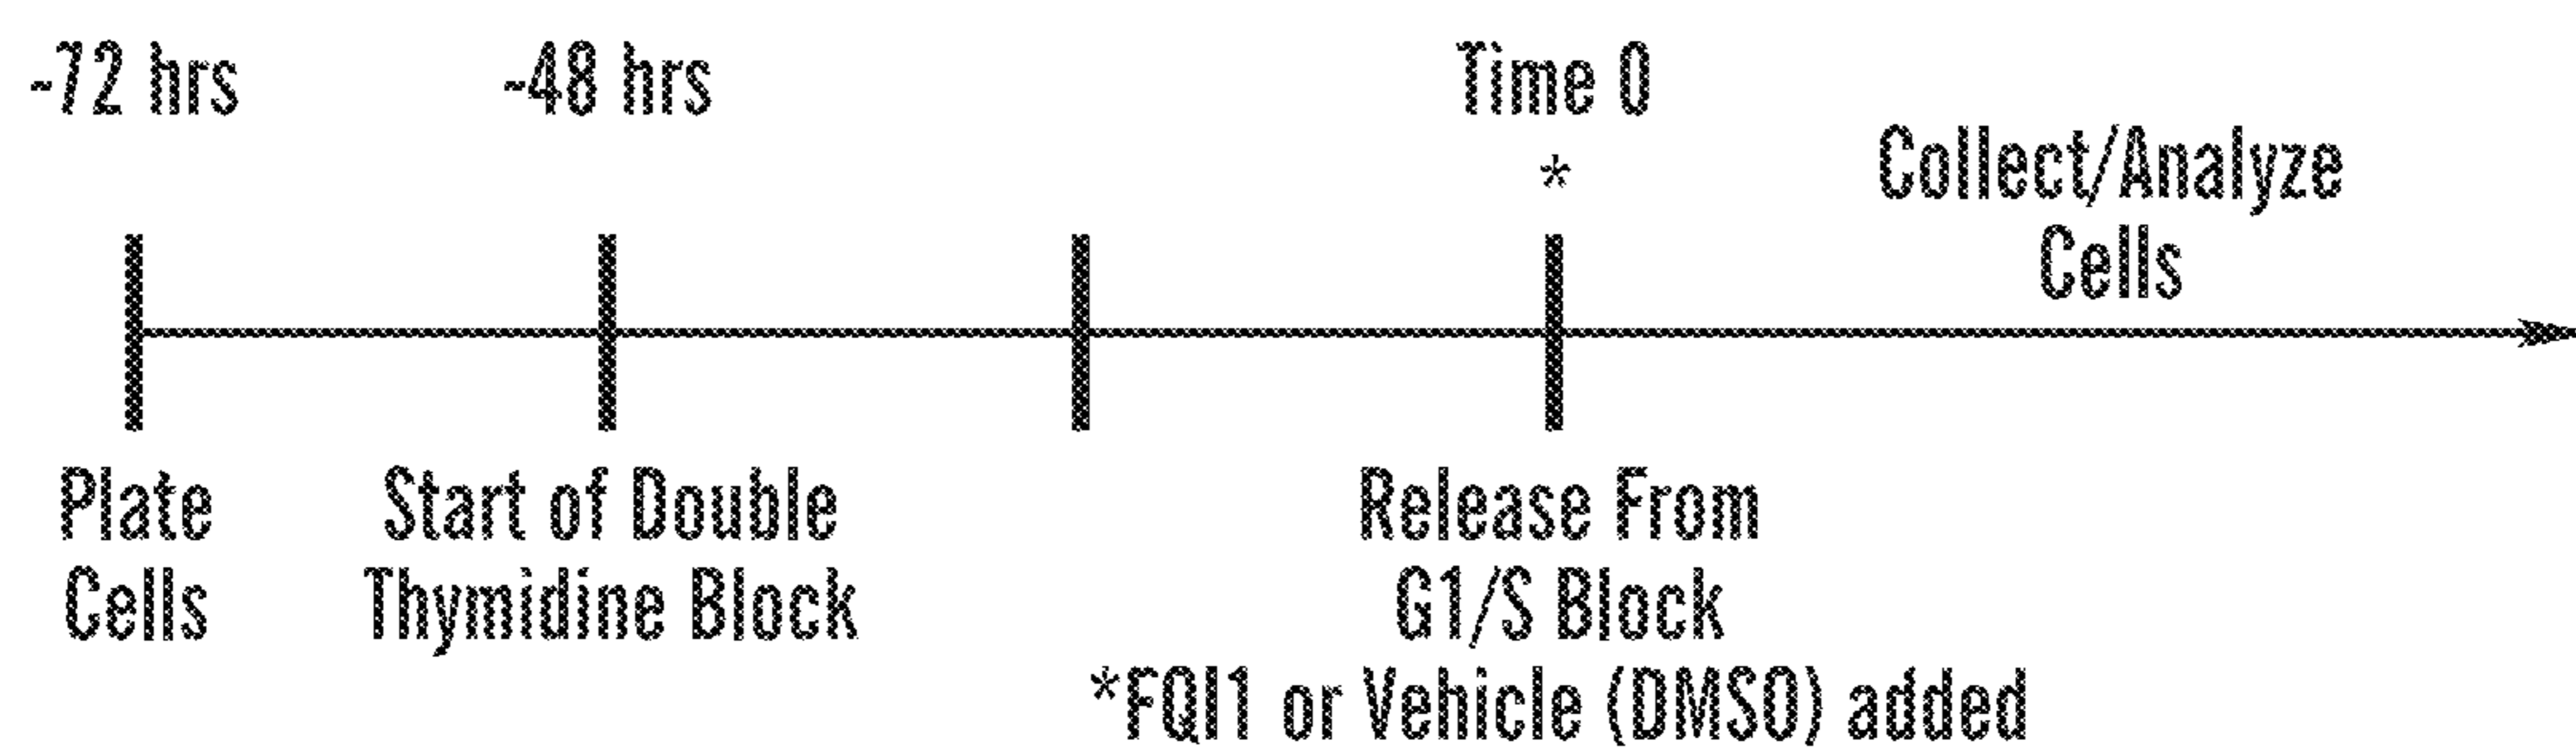 -72 hrs
-48 hrs
Time 0
*
Collect/Analyze
Cells
Plate
Cells
Start of Double
Thymidine Block
Release From
G1/S Block
*FQI1 or Vehicle (DMSO) added